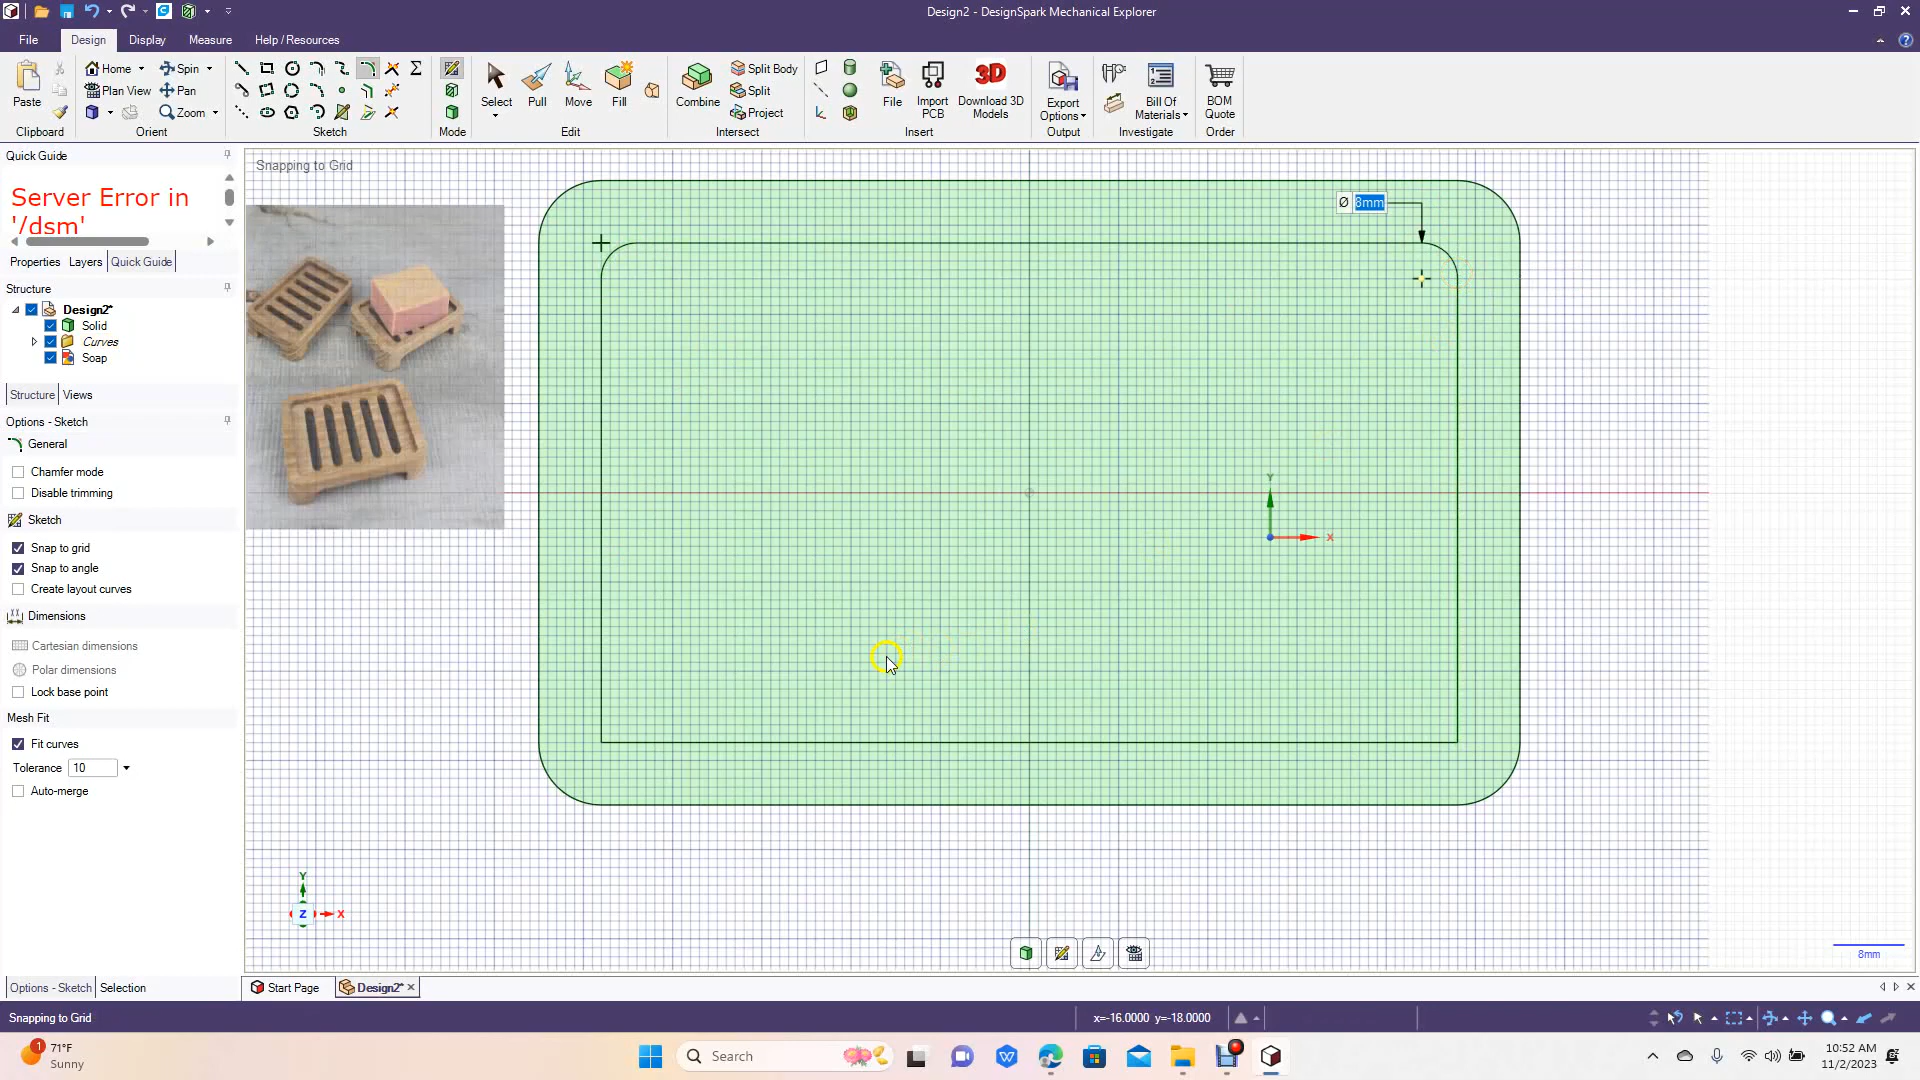 Design2 - DesignSpark Mechanical Explorer
File
Design
Display
Measure
Help / Resources
Paste
Home
Plan View
Spin
Pan
Zoom
Select
Pull
Move
Fill
Combine
Split Body
Split
Project
File
Import PCB
Download 3D Models
Export Options
Bill Of Materials
BOM Quote
Clipboard
Orient
Sketch
Mode
Edit
Intersect
Insert
Output
Investigate
Order
Quick Guide
Server Error in
'/dsm'
Properties
Layers
Quick Guide
Structure
Design2*
Solid
Curves
Soap
Structure
Views
Options - Sketch
General
Chamfer mode
Disable trimming
Sketch
Snap to grid
Snap to angle
Create layout curves
Dimensions
Cartesian dimensions
Polar dimensions
Lock base point
Mesh Fit
Fit curves
Tolerance 10
Auto-merge
Options - Sketch
Selection
Snapping to Grid
Ø 8mm
Y
X
Y
Z X
8mm
Start Page
Design2*
Snapping to Grid
x=-16.0000 y=-18.0000
71°F
Sunny
Search
10:52 AM
11/2/2023